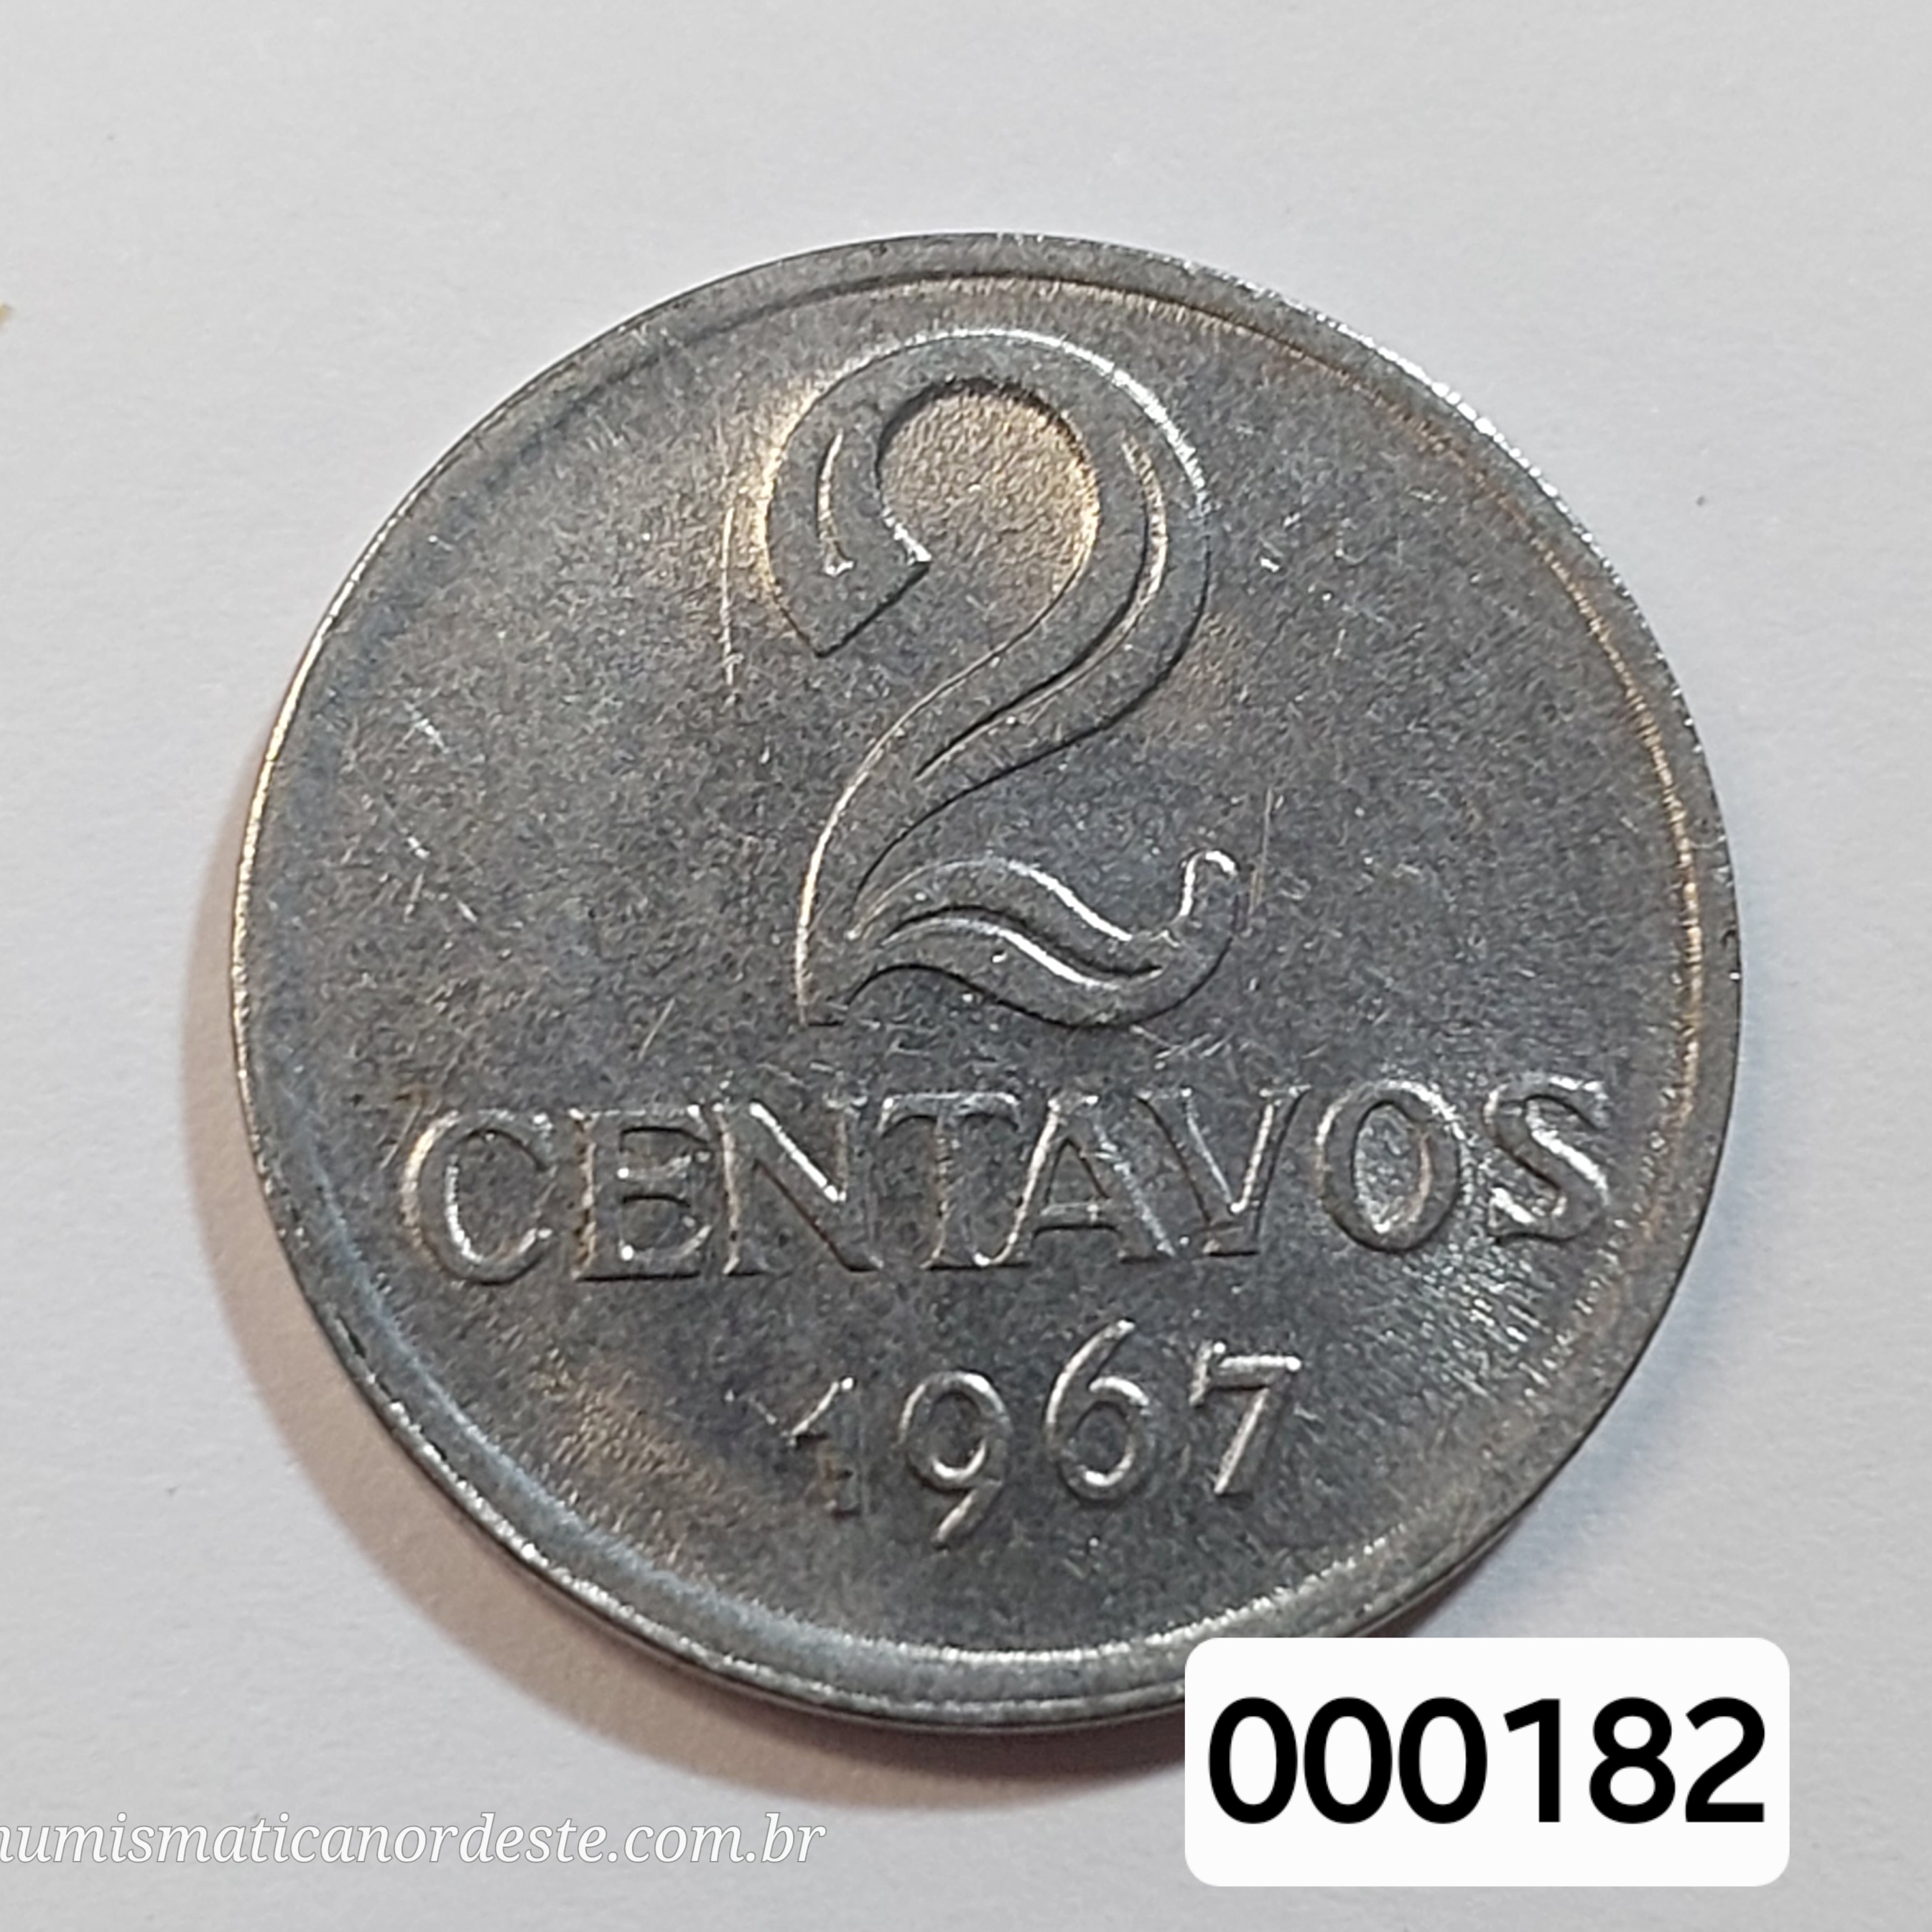 2
CENTAVOS
1967
000182
numismaticanordeste.com.br